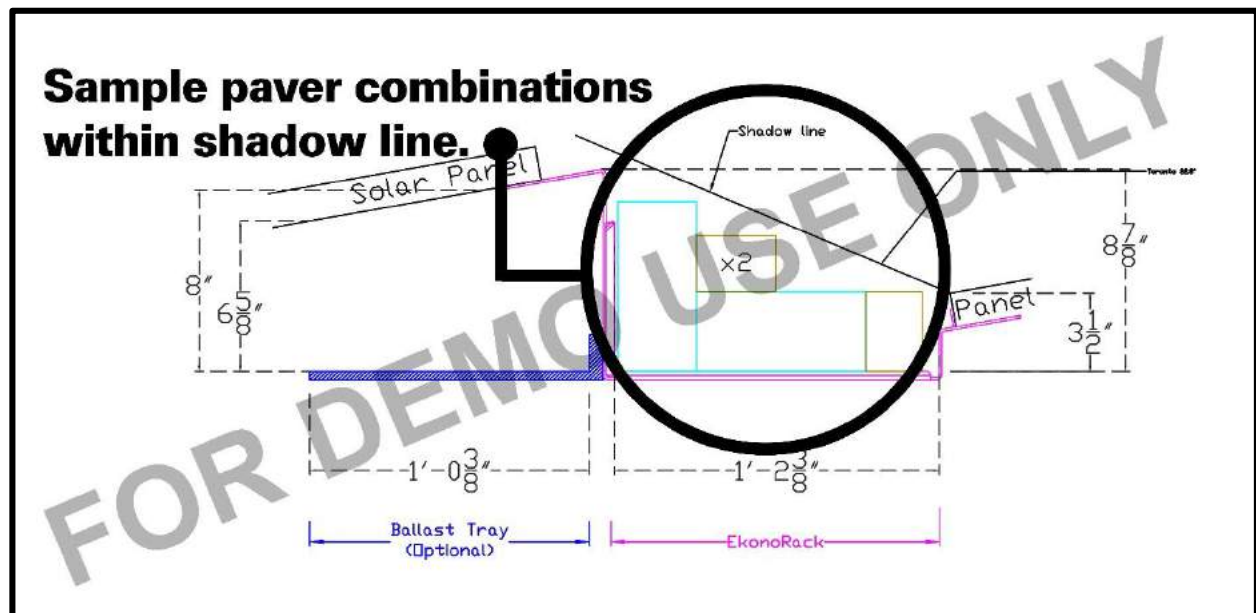 Sample paver combinations
within shadow line.
Shadow line
Solar Panel
x2
Panel
8"
6 5/8"
8 7/8"
3 1/2"
1'-0 3/8"
1'-2 3/8"
Ballast Tray
(Optional)
EkonoRack
FOR DEMO USE ONLY